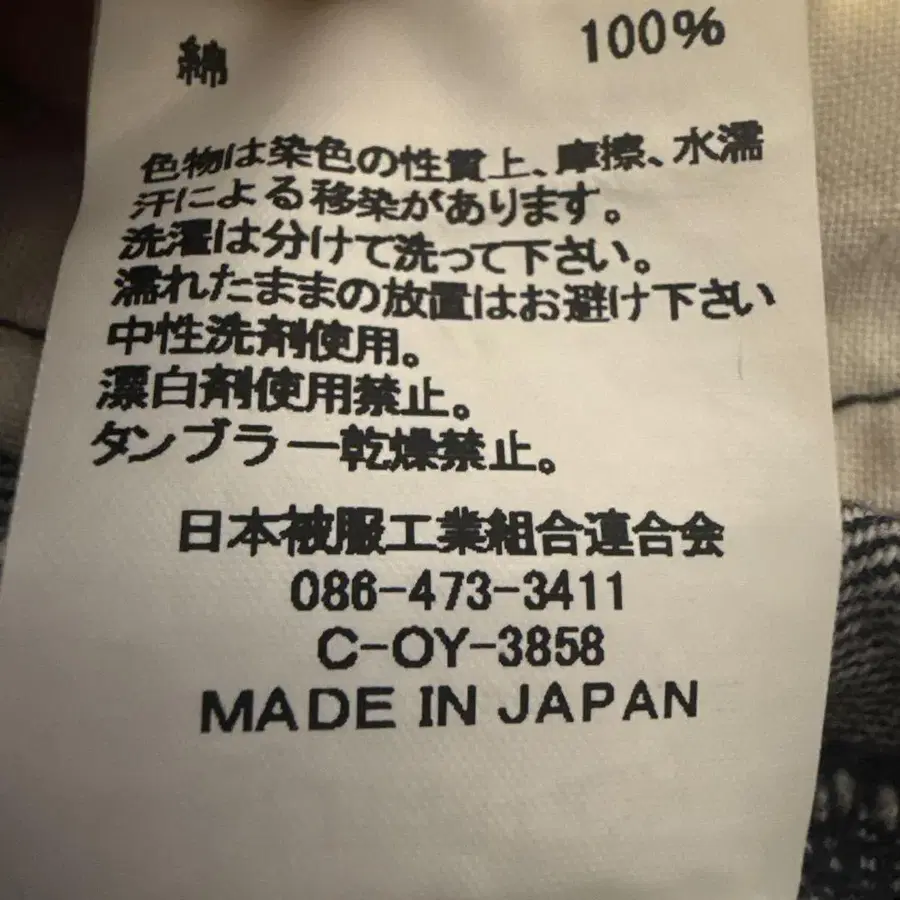 綿 100%
色物は染色の性質上、摩擦、水濡
汗による移染があります。
洗濯は分けて洗って下さい。
濡れたままの放置はお避け下さい
中性洗剤使用。
漂白剤使用禁止。
タンブラー乾燥禁止。
日本被服工業組合連合会
086-473-3411
C-OY-3858
MADE IN JAPAN